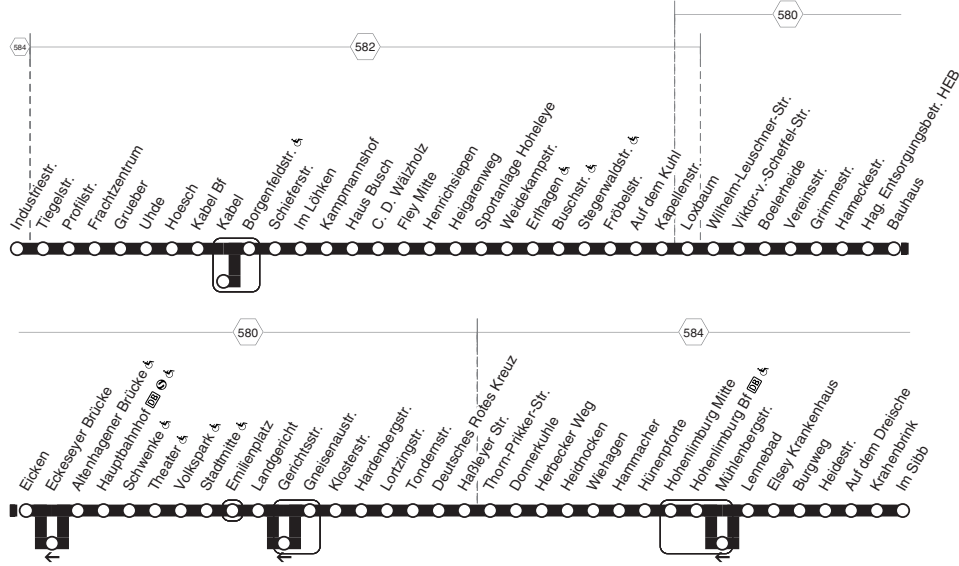 580
584
582
Industriestr.
Tiegelstr.
Profilstr.
Frachtzentrum
Grueber
Uhde
Hoesch
Kabel Bf
Kabel
Borgenfeldstr.
Schieferstr.
Im Löhken
Kampmannshof
Haus Busch
C. D. Wälzholz
Fley Mitte
Henrichsiepen
Helgarenweg
Sportanlage Hoheleye
Weidekampstr.
Erlhagen
Buschstr.
Stegerwaldstr.
Fröbelstr.
Auf dem Kuhl
Kapellenstr.
Loxbaum
Wilhelm-Leuschner-Str.
Viktor-v.-Scheffel-Str.
Boelerheide
Vereinsstr.
Grimmestr.
Hameckestr.
Hag. Entsorgungsbetr. HEB
Bauhaus
580
584
Eicken
Eckeseyer Brücke
Altenhagener Brücke
Hauptbahnhof DB S
Schwenke
Theater
Volkspark
Stadtmitte
Emilienplatz
Landgericht
Gerichtsstr.
Gneisenaustr.
Klosterstr.
Hardenbergstr.
Lortzingstr.
Tondernstr.
Deutsches Rotes Kreuz
Haßleyer Str.
Thorn-Prikker-Str.
Donnerkuhle
Herbecker Weg
Heidnocken
Wiehagen
Hammacher
Hünenpforte
Hohenlimburg Mitte
Hohenlimburg Bf DB
Mühlenbergstr.
Lennebad
Elsey Krankenhaus
Burgweg
Heidestr.
Auf dem Dreische
Krahenbrink
Im Sibb